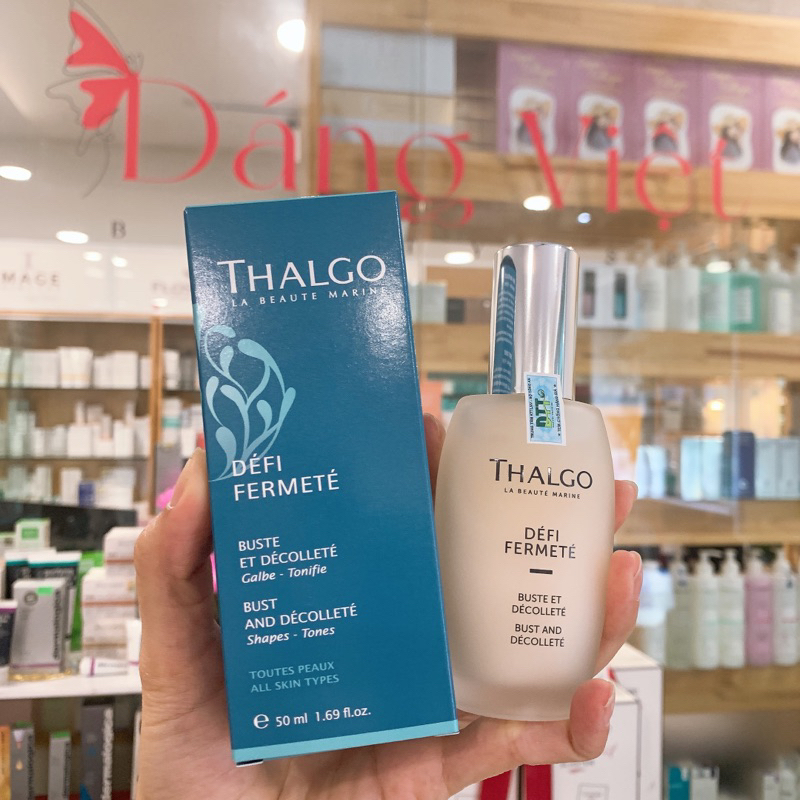 Dáng Việt
B
MAGE
THALGO
LA BEAUTE MARINE
DÉFI
FERMETÉ
BUSTE
ET DÉCOLLETÉ
Galbe - Tonifie
BUST
AND DÉCOLLETÉ
Shapes - Tones
TOUTES PEAUX
ALL SKIN TYPES
e 50 ml 1.69 fl.oz.
DTT
THALGO
LA BEAUTE MARINE
DÉFI
FERMETÉ
BUSTE ET
DÉCOLLETÉ
BUST AND
DÉCOLLETÉ